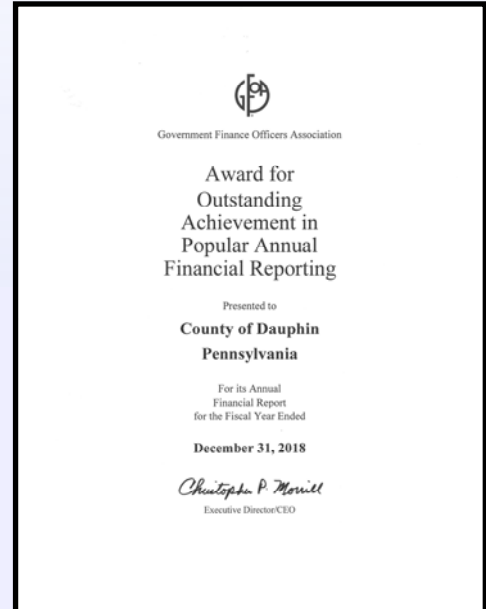 GFOA
Government Finance Officers Association
Award for
Outstanding
Achievement in
Popular Annual
Financial Reporting
Presented to
County of Dauphin
Pennsylvania
For its Annual
Financial Report
for the Fiscal Year Ended
December 31, 2018
Christopher P. Morrill
Executive Director/CEO